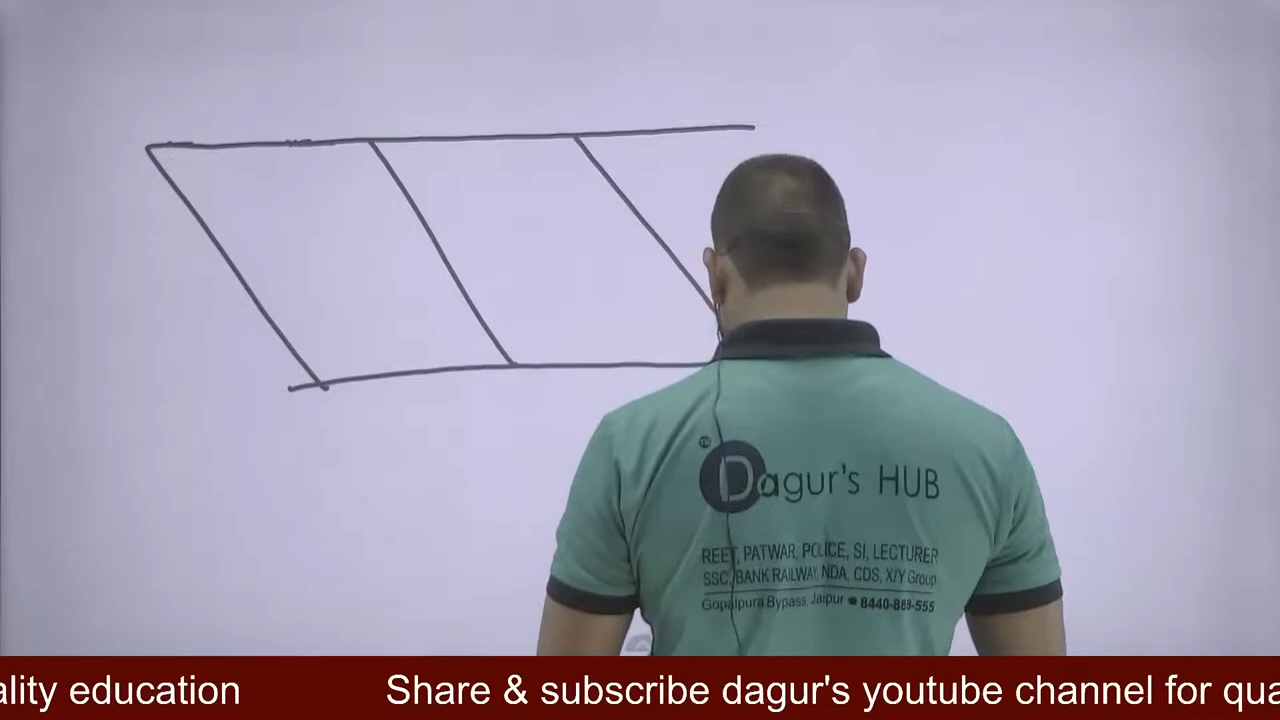 TM
Dagur's HUB
REET, PATWAR, POLICE, SI, LECTURER
SSC, BANK RAILWAY, NDA, CDS, X/Y Group
Gopalpura Bypass, Jaipur ● 8440-888-555
ality education Share & subscribe dagur's youtube channel for qua